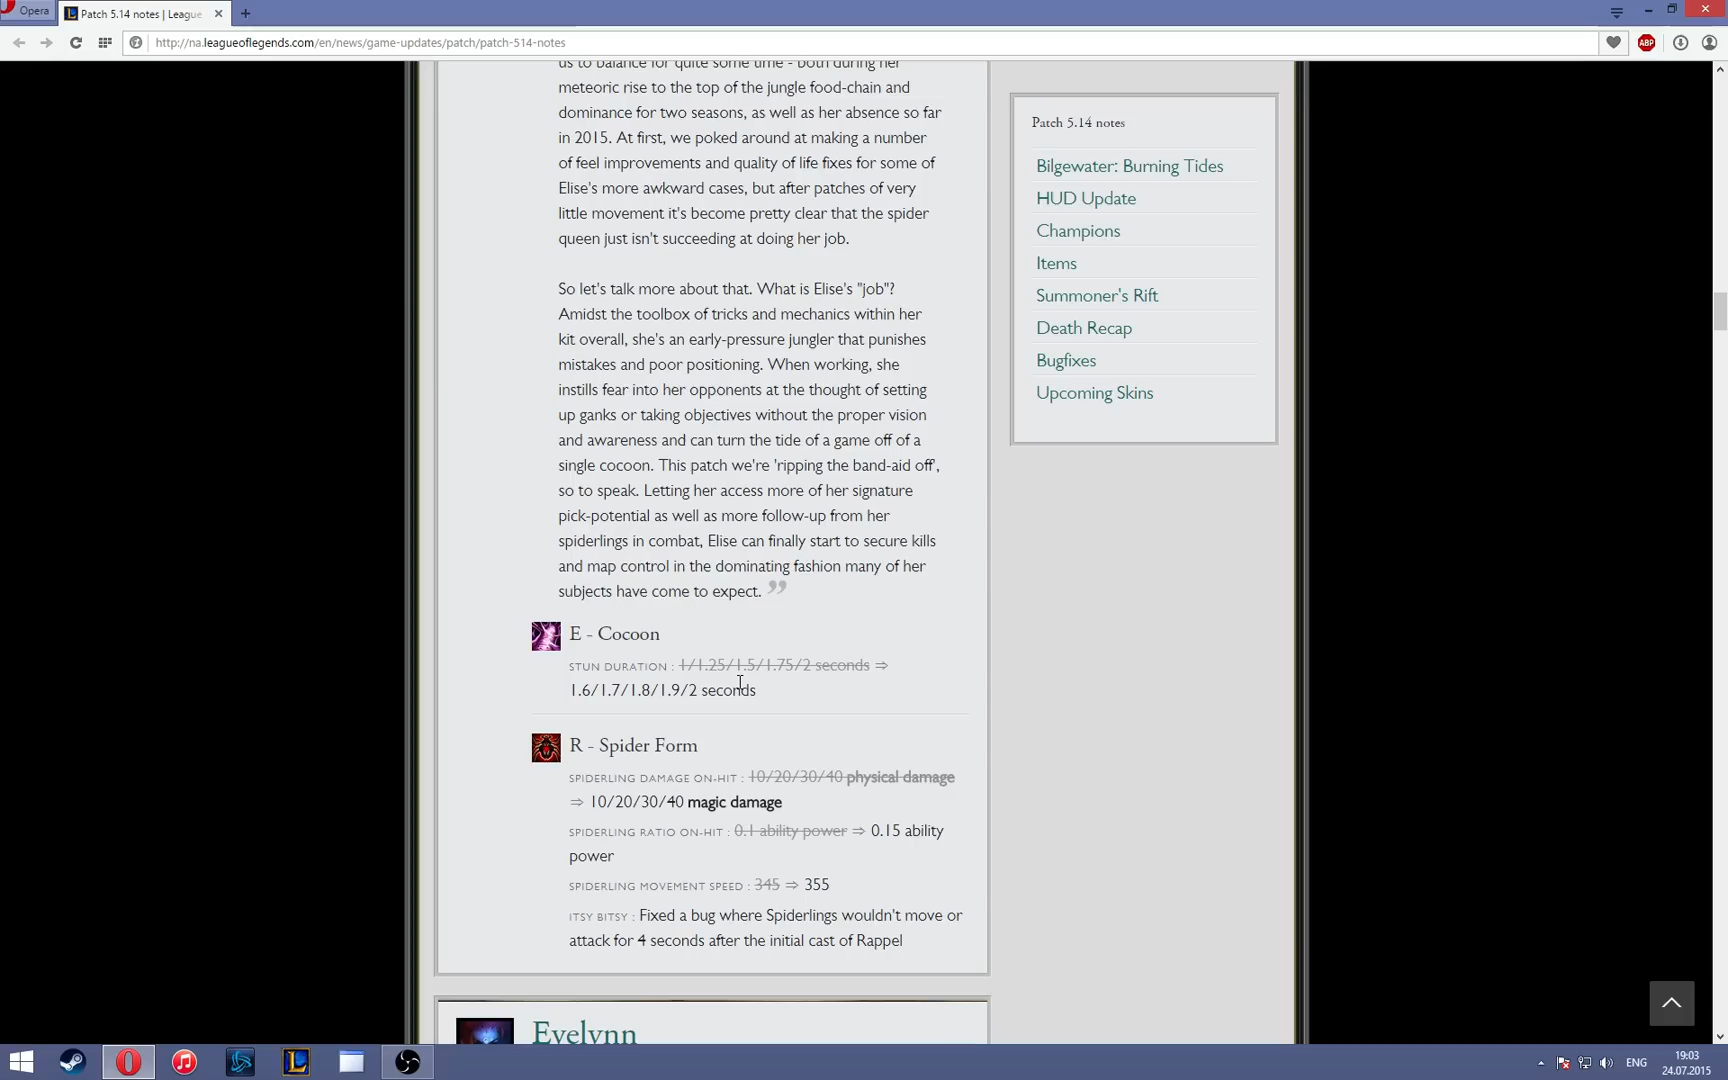 Opera
Patch 5.14 notes | League
http://na.leagueoflegends.com/en/news/game-updates/patch/patch-514-notes
ABP
us to balance for quite some time - both during her
meteoric rise to the top of the jungle food-chain and
dominance for two seasons, as well as her absence so far
in 2015. At first, we poked around at making a number
of feel improvements and quality of life fixes for some of
Elise's more awkward cases, but after patches of very
little movement it's become pretty clear that the spider
queen just isn't succeeding at doing her job.
So let's talk more about that. What is Elise's "job"?
Amidst the toolbox of tricks and mechanics within her
kit overall, she's an early-pressure jungler that punishes
mistakes and poor positioning. When working, she
instills fear into her opponents at the thought of setting
up ganks or taking objectives without the proper vision
and awareness and can turn the tide of a game off of a
single cocoon. This patch we're 'ripping the band-aid off',
so to speak. Letting her access more of her signature
pick-potential as well as more follow-up from her
spiderlings in combat, Elise can finally start to secure kills
and map control in the dominating fashion many of her
subjects have come to expect. ”
E - Cocoon
STUN DURATION : 1/1.25/1.5/1.75/2 seconds ⇒
1.6/1.7/1.8/1.9/2 seconds
R - Spider Form
SPIDERLING DAMAGE ON-HIT : 10/20/30/40 physical damage
⇒ 10/20/30/40 magic damage
SPIDERLING RATIO ON-HIT : 0.1 ability power ⇒ 0.15 ability
power
SPIDERLING MOVEMENT SPEED : 345 ⇒ 355
ITSY BITSY : Fixed a bug where Spiderlings wouldn't move or
attack for 4 seconds after the initial cast of Rappel
Evelynn
Patch 5.14 notes
Bilgewater: Burning Tides
HUD Update
Champions
Items
Summoner's Rift
Death Recap
Bugfixes
Upcoming Skins
ENG
19:03
24.07.2015